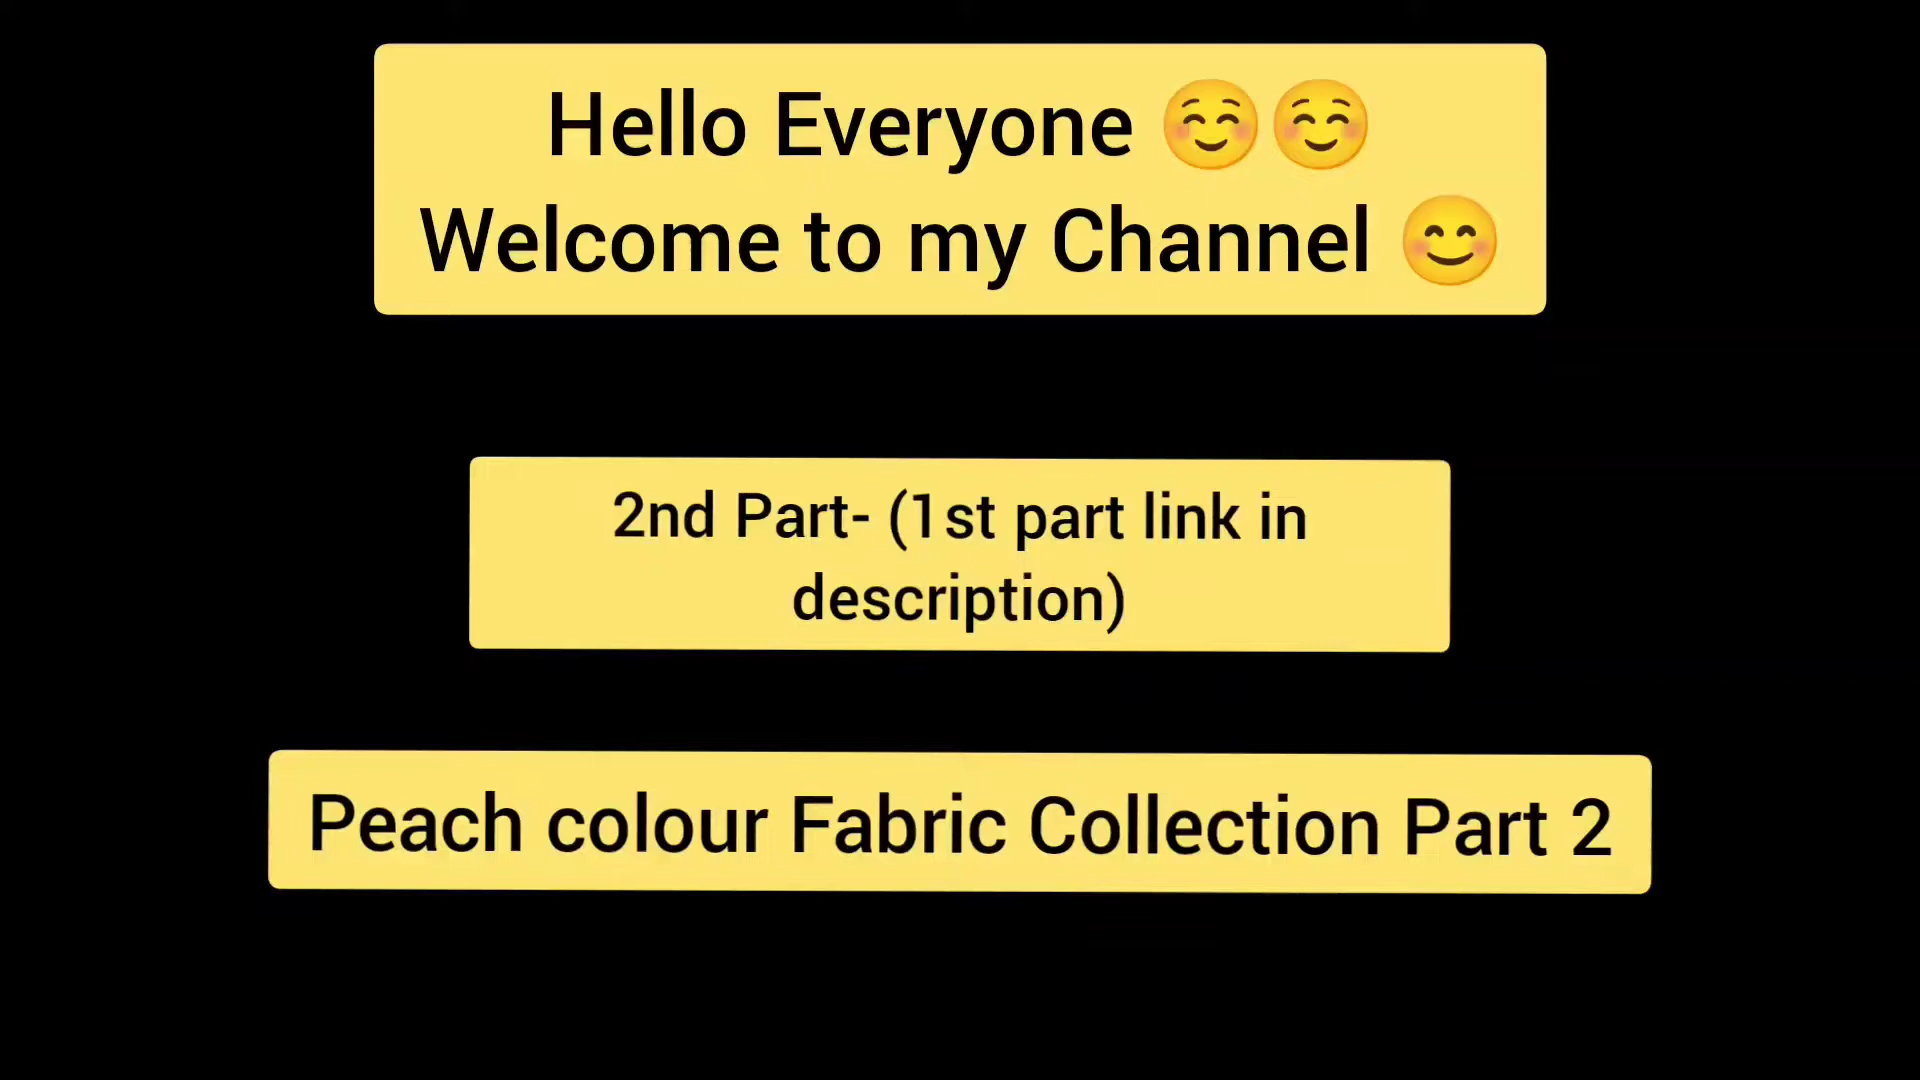 Hello Everyone ☺️☺️
Welcome to my Channel 😊
2nd Part- (1st part link in
description)
Peach colour Fabric Collection Part 2